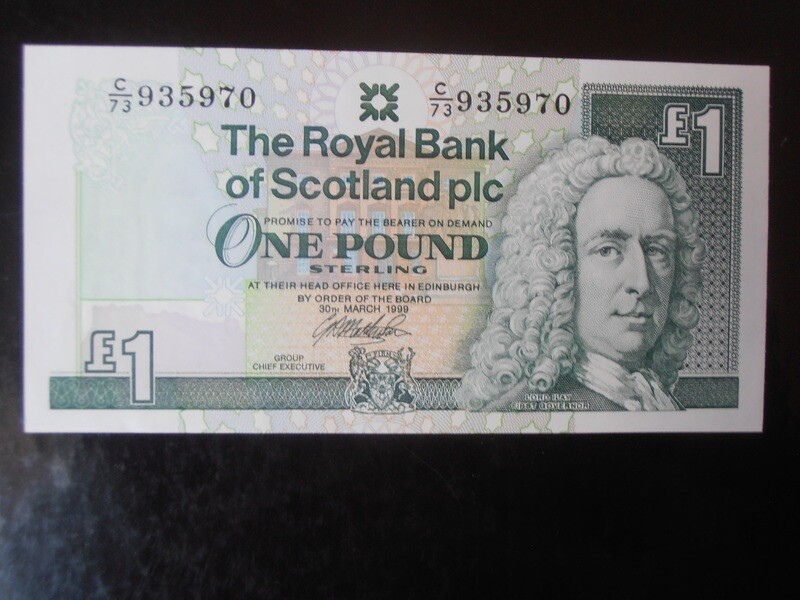 C/73 935970
C/73 935970
£1
The Royal Bank
of Scotland plc
PROMISE TO PAY THE BEARER ON DEMAND
ONE POUND
STERLING
AT THEIR HEAD OFFICE HERE IN EDINBURGH
BY ORDER OF THE BOARD
30TH MARCH 1999
GROUP
CHIEF EXECUTIVE
£1
LORD ILAY
FIRST GOVERNOR